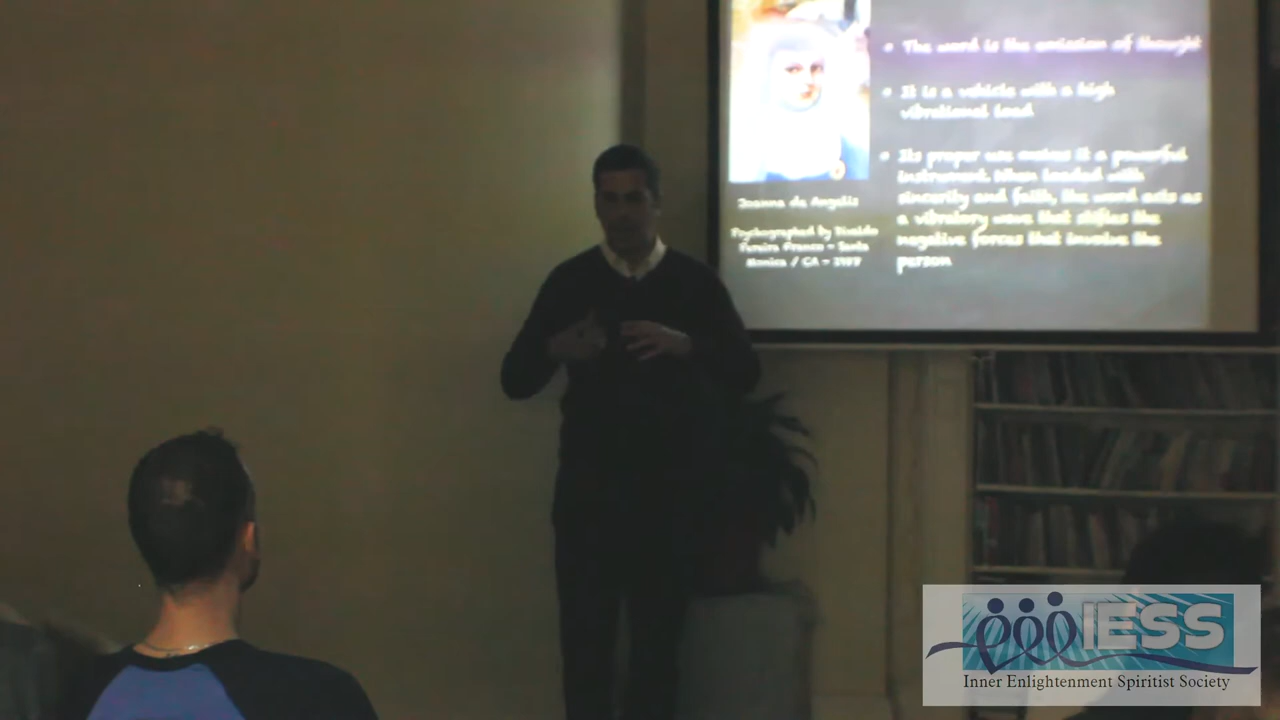 • The word is the emission of thought
• It is a vehicle with a high
vibrational load
• Its proper use makes it a powerful
instrument. When loaded with
sincerity and faith, the word acts as
a vibratory wave that stifles the
negative forces that involve the
person
Joanna de Angelis
Psychographed by Divaldo
Pereira Franco - Santa
Monica / CA - 
IESS
Inner Enlightenment Spiritist Society